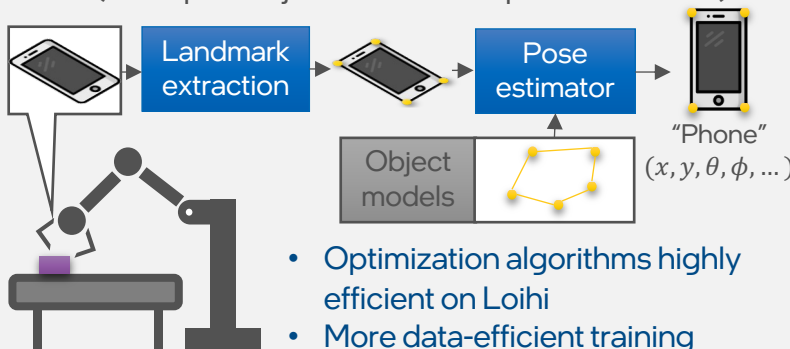 Landmark
extraction
Pose
estimator
"Phone"
(x, y, θ, ϕ, … )
Object
models
• Optimization algorithms highly
efficient on Loihi
• More data-efficient training